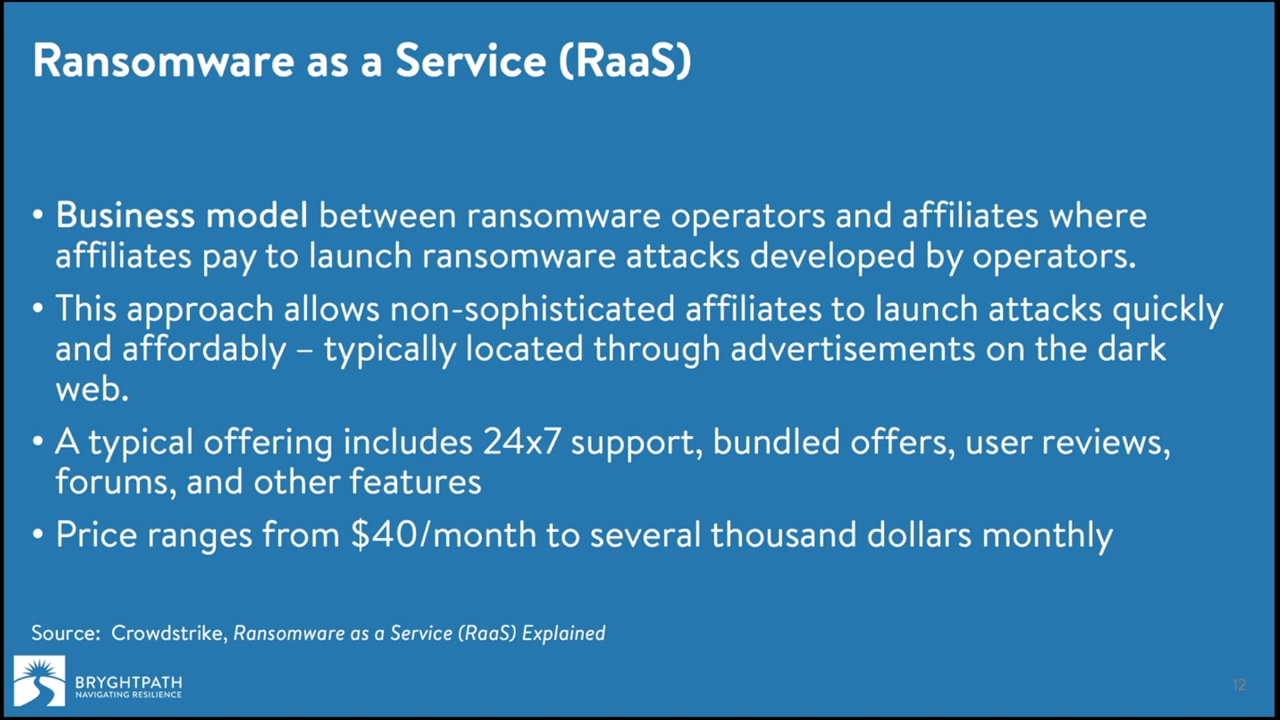 Ransomware as a Service (RaaS)
• Business model between ransomware operators and affiliates where
affiliates pay to launch ransomware attacks developed by operators.
• This approach allows non-sophisticated affiliates to launch attacks quickly
and affordably – typically located through advertisements on the dark
web.
• A typical offering includes 24x7 support, bundled offers, user reviews,
forums, and other features
• Price ranges from $40/month to several thousand dollars monthly
Source: Crowdstrike, Ransomware as a Service (RaaS) Explained
BRYGHTPATH
NAVIGATING RESILIENCE
12